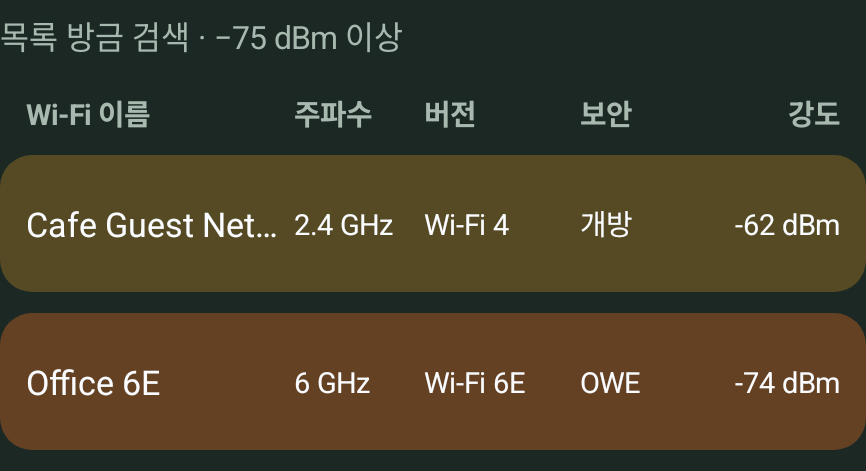 목록 방금 검색 · −75 dBm 이상
Wi-Fi 이름 주파수 버전 보안 강도
Cafe Guest Net… 2.4 GHz Wi-Fi 4 개방 -62 dBm
Office 6E 6 GHz Wi-Fi 6E OWE -74 dBm